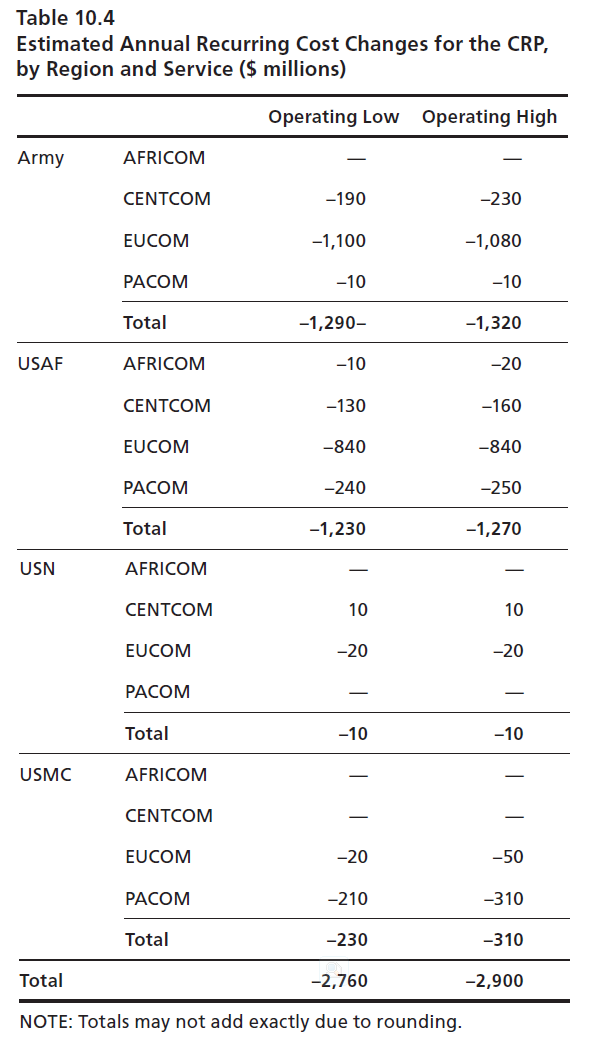 Table 10.4
Estimated Annual Recurring Cost Changes for the CRP,
by Region and Service ($ millions)
Operating Low Operating High
Army AFRICOM — —
CENTCOM –190 –230
EUCOM –1,100 –1,080
PACOM –10 –10
Total –1,290– –1,320
USAF AFRICOM –10 –20
CENTCOM –130 –160
EUCOM –840 –840
PACOM –240 –250
Total –1,230 –1,270
USN AFRICOM — —
CENTCOM 10 10
EUCOM –20 –20
PACOM — —
Total –10 –10
USMC AFRICOM — —
CENTCOM — —
EUCOM –20 –50
PACOM –210 –310
Total –230 –310
Total –2,760 –2,900
NOTE: Totals may not add exactly due to rounding.